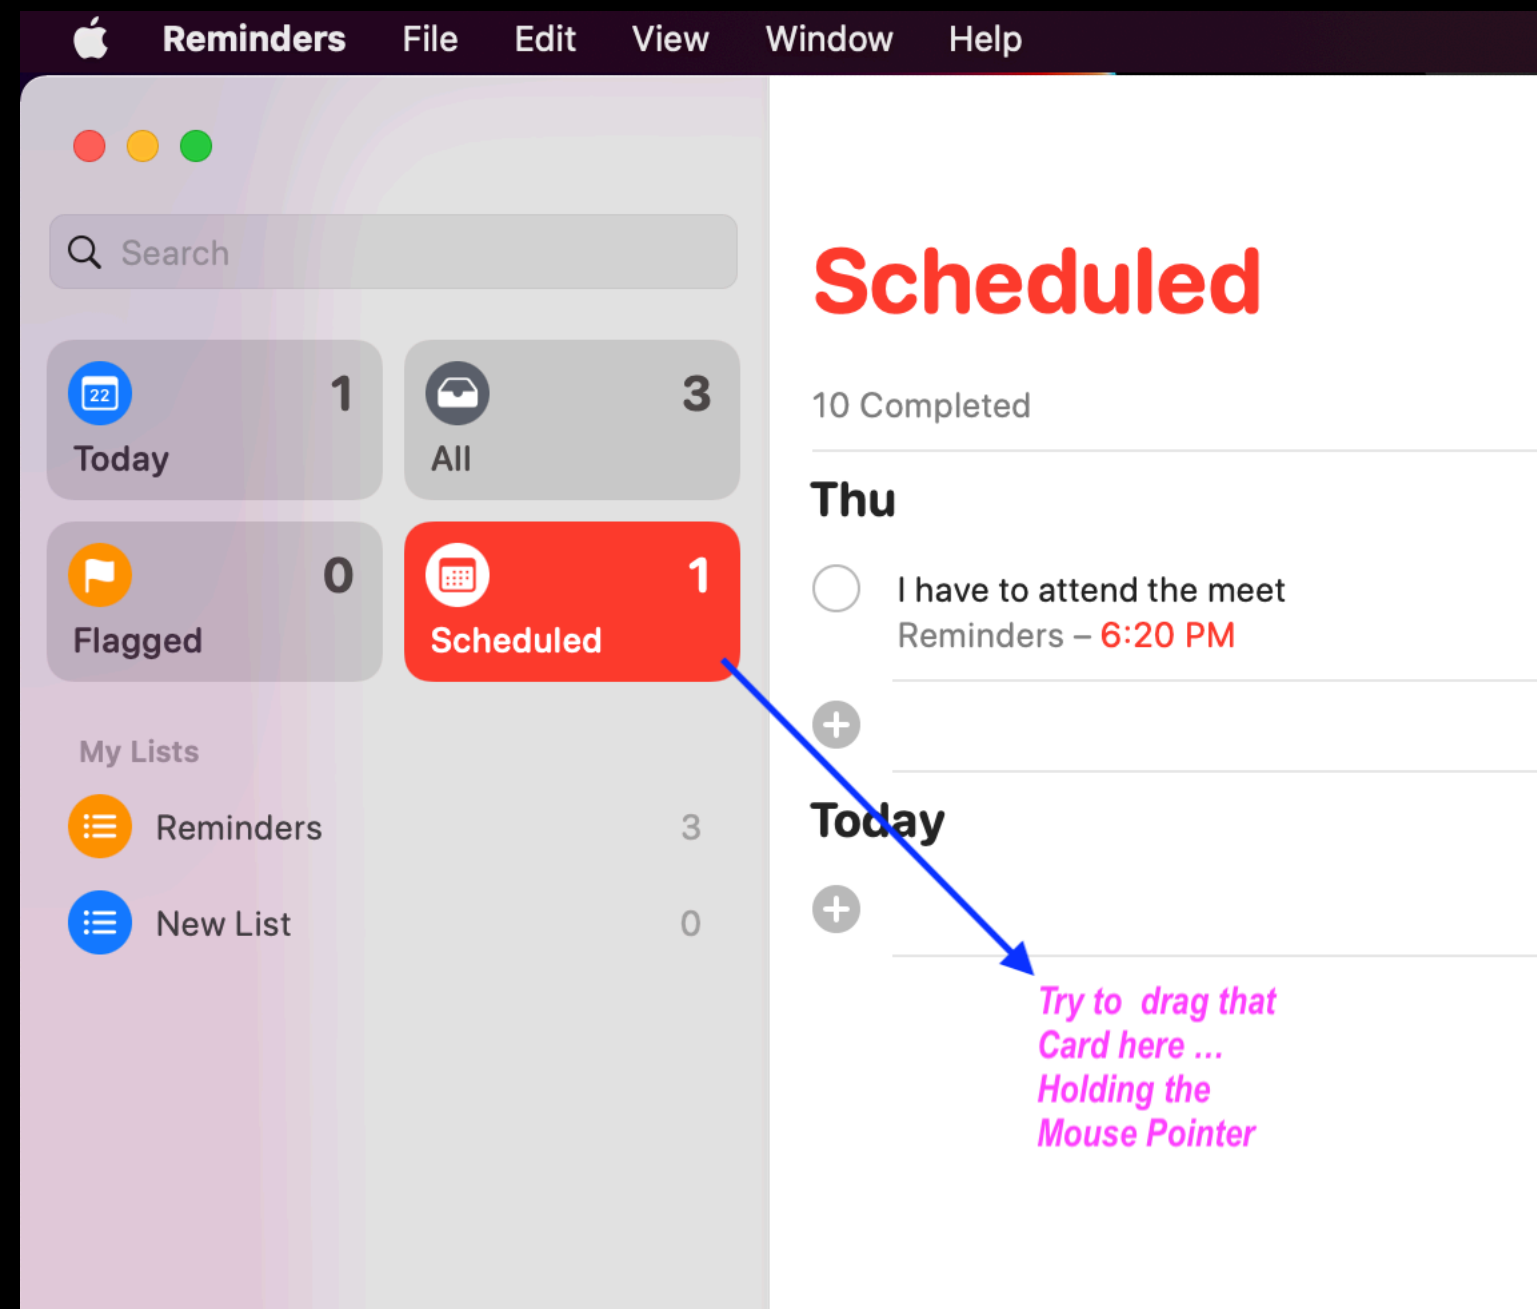 Reminders File Edit View Window Help
Search
22
1
Today
3
All
0
Flagged
1
Scheduled
My Lists
Reminders 3
New List 0
Scheduled
10 Completed
Thu
I have to attend the meet
Reminders – 6:20 PM
Today
Try to drag that
Card here ...
Holding the
Mouse Pointer